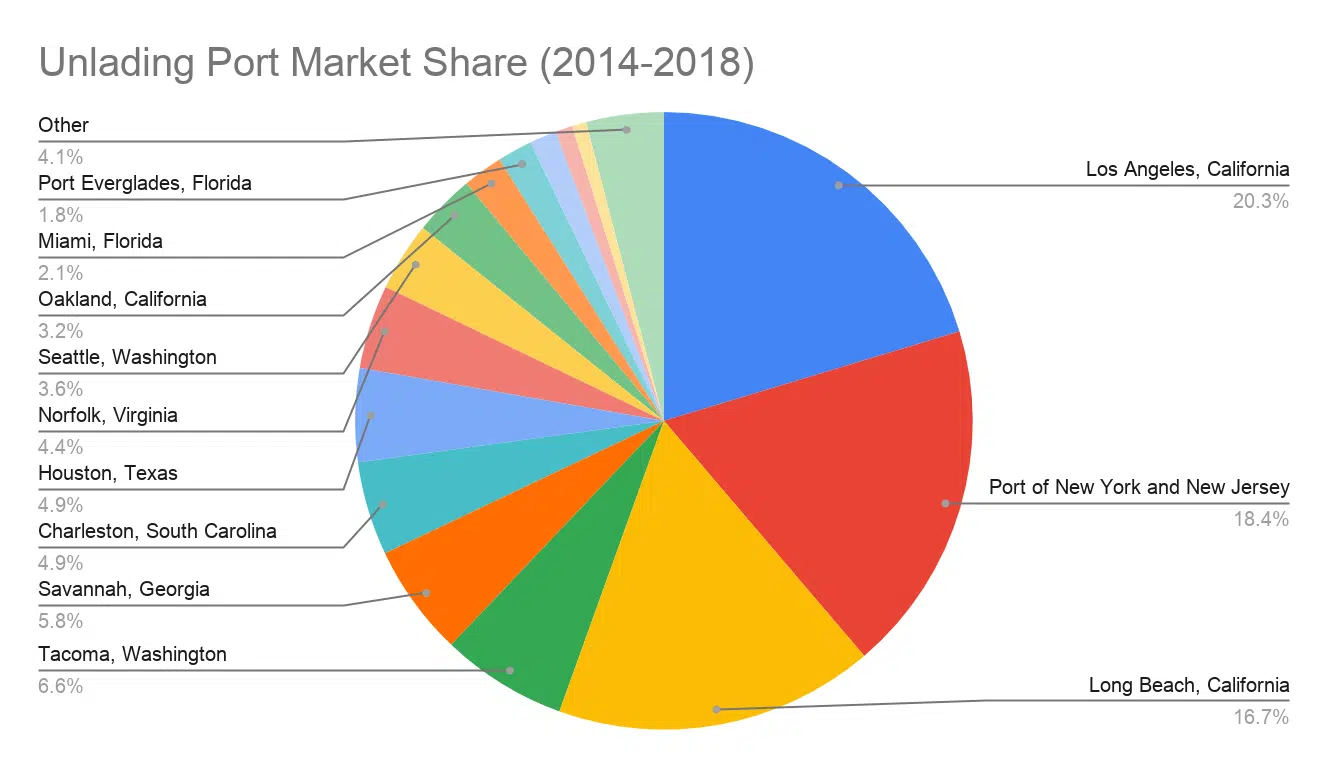 Unlading Port Market Share (2014-2018)
Other
4.1%
Port Everglades, Florida
1.8%
Miami, Florida
2.1%
Oakland, California
3.2%
Seattle, Washington
3.6%
Norfolk, Virginia
4.4%
Houston, Texas
4.9%
Charleston, South Carolina
4.9%
Savannah, Georgia
5.8%
Tacoma, Washington
6.6%
Los Angeles, California
20.3%
Port of New York and New Jersey
18.4%
Long Beach, California
16.7%